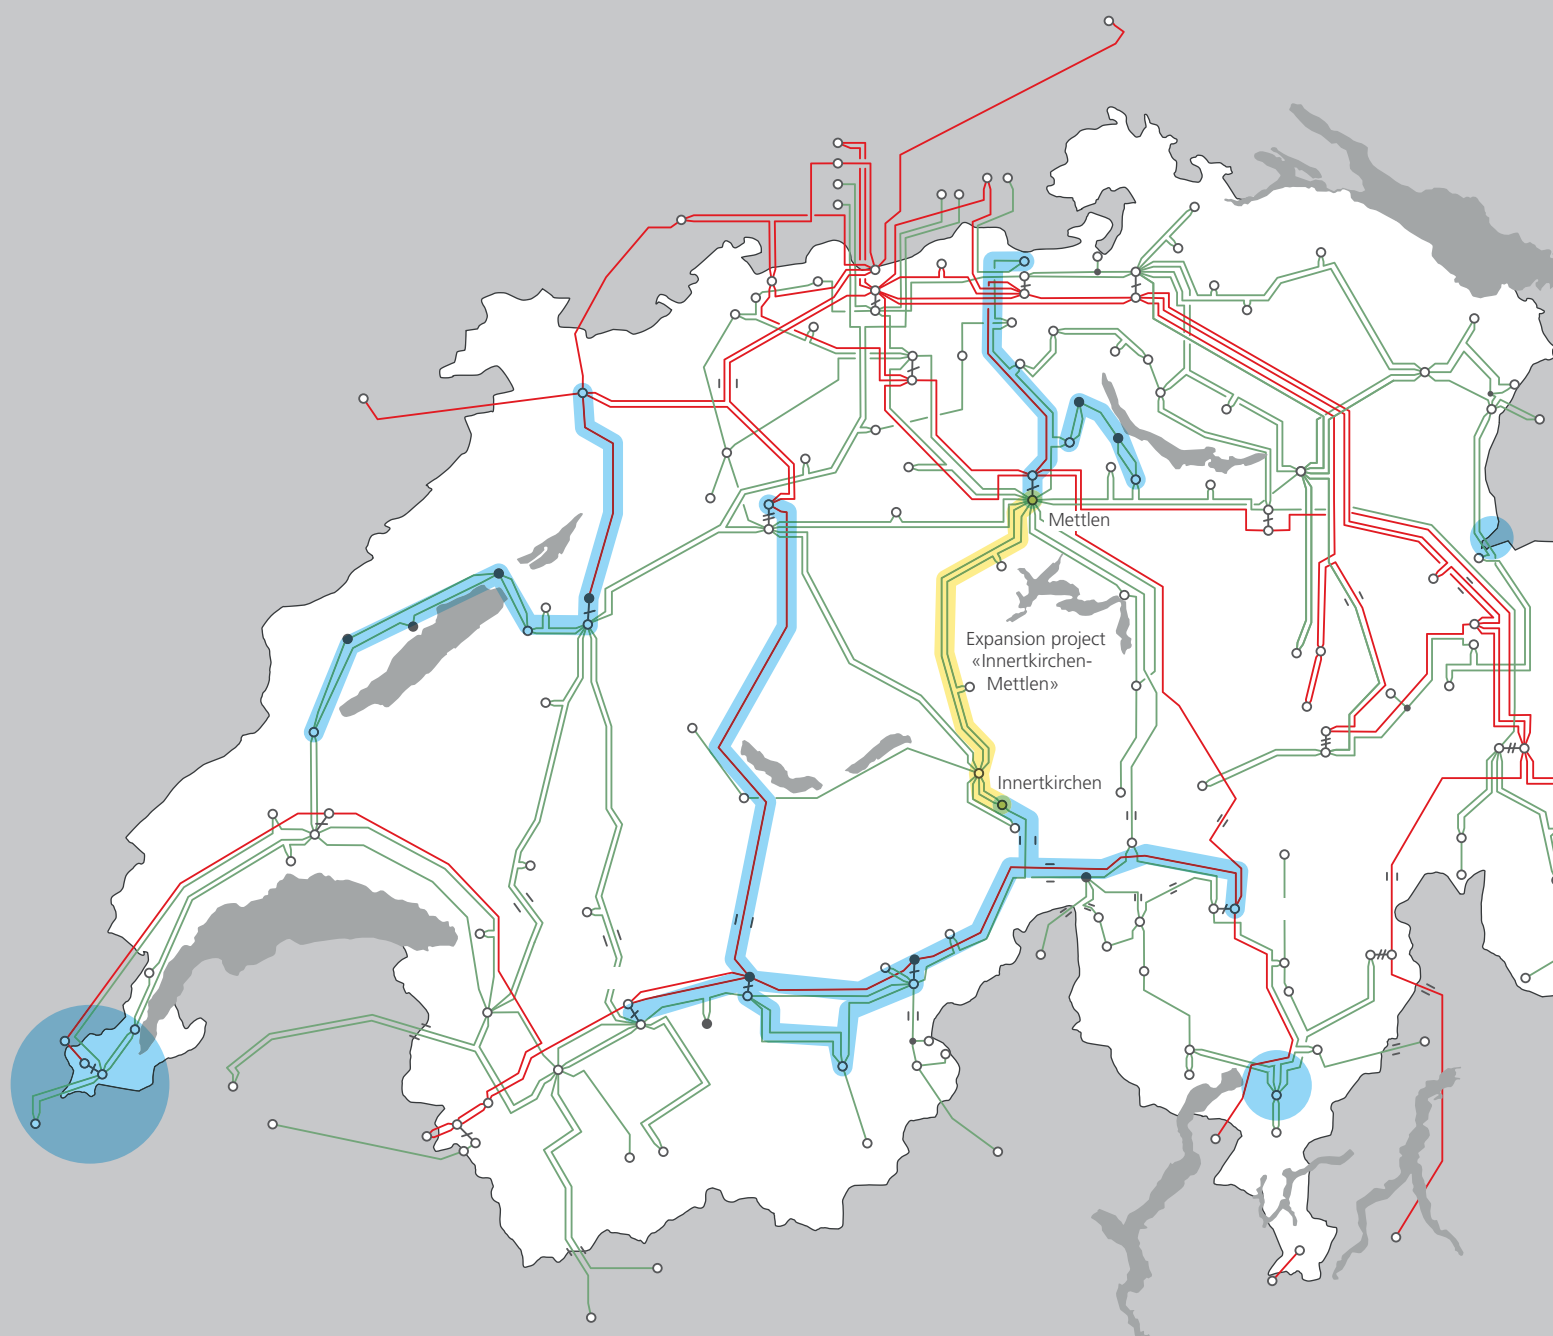 Mettlen
Expansion project
«Innertkirchen-
Mettlen»
Innertkirchen